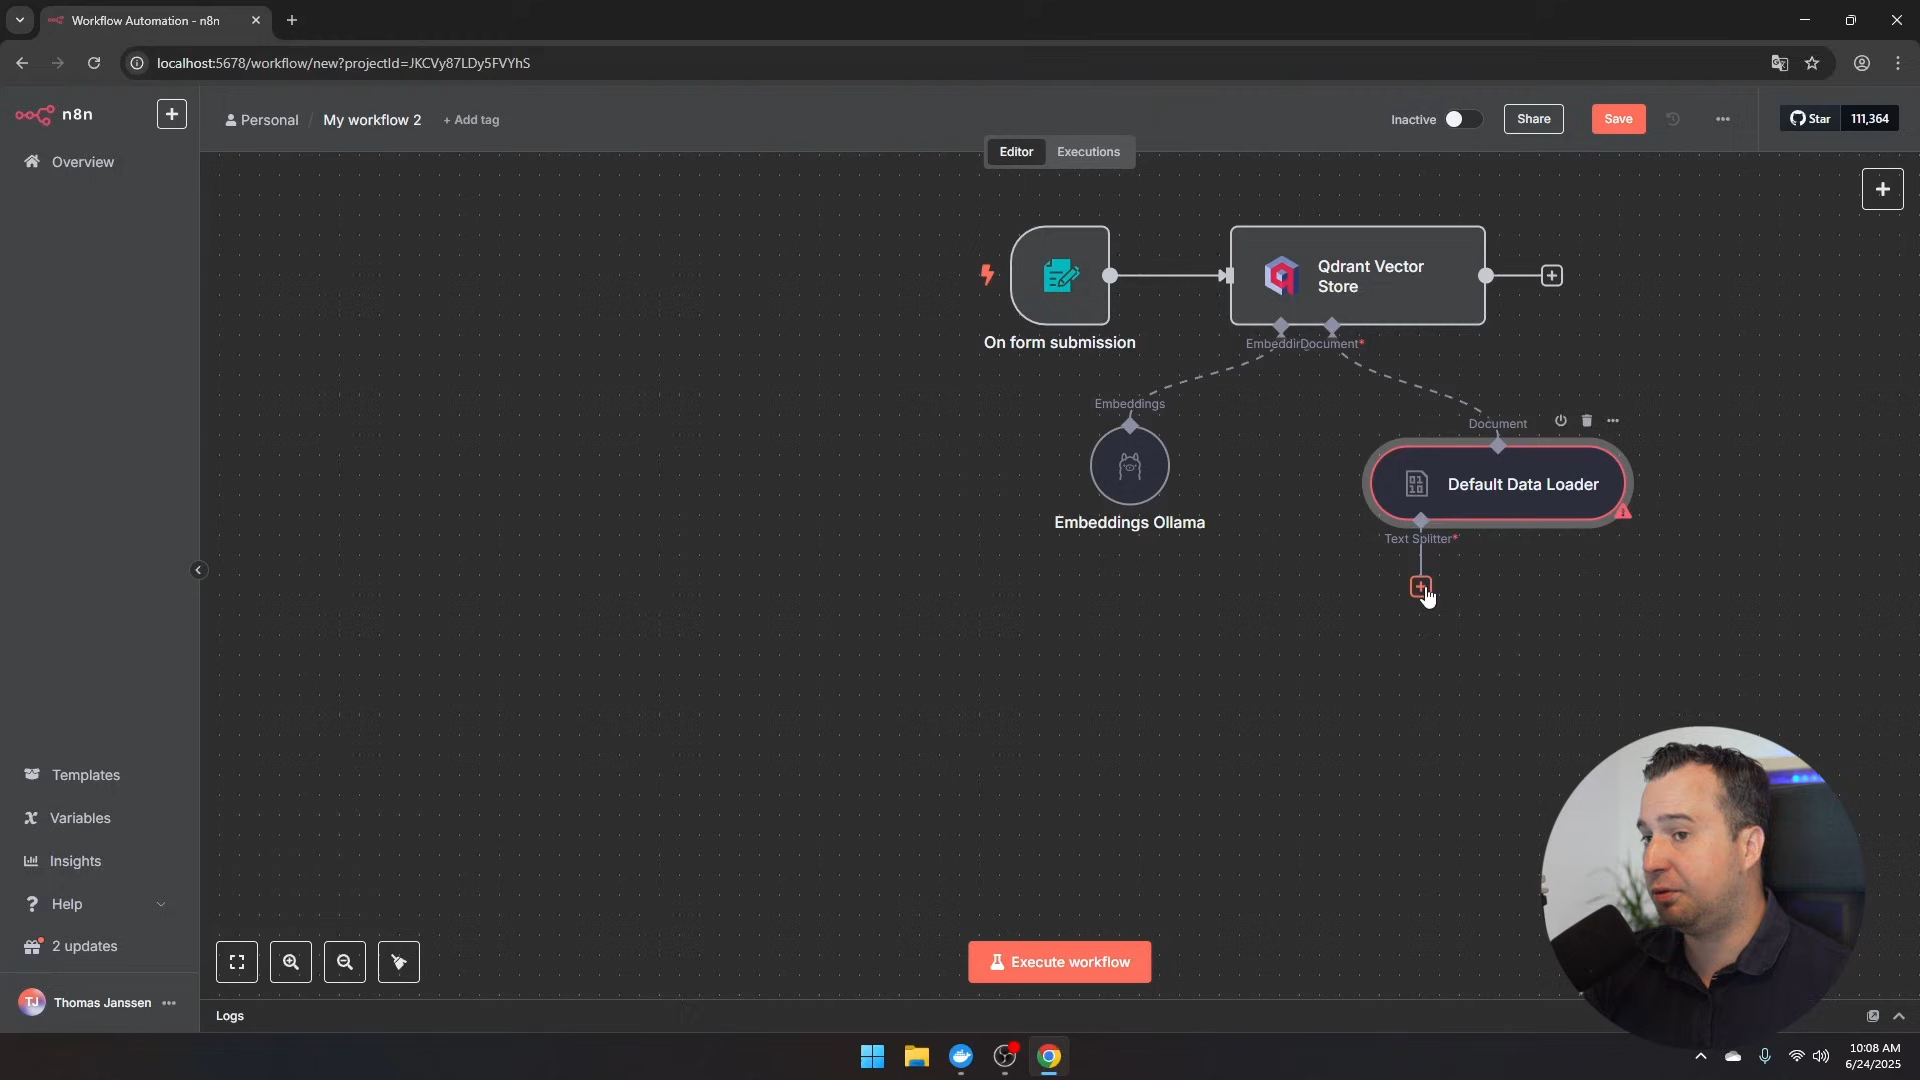 Workflow Automation - n8n
localhost:5678/workflow/new?projectId=JKCVy87LDy5FVYhS
n8n
Personal / My workflow 2 + Add tag
Inactive
Share
Save
Star 111,364
Editor Executions
Overview
Qdrant Vector
Store
On form submission
Document*
Embeddings
Document
Default Data Loader
Embeddings Ollama
Text Splitter*
Templates
Variables
Insights
Help
2 updates
Execute workflow
TJ Thomas Janssen
Logs
10:08 AM
6/24/2025